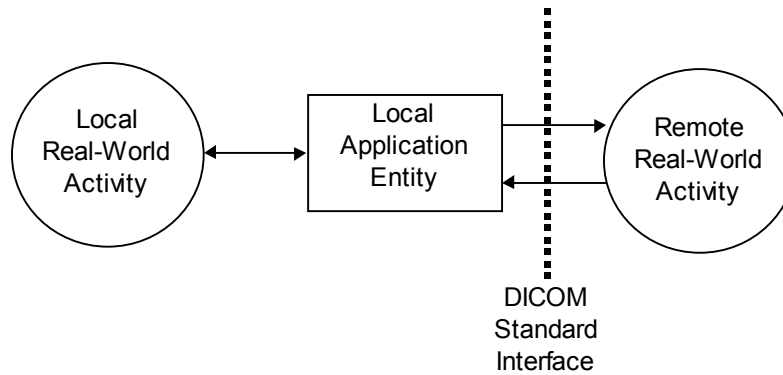 Local
Real-World
Activity
Local
Application
Entity
Remote
Real-World
Activity
DICOM
Standard
Interface